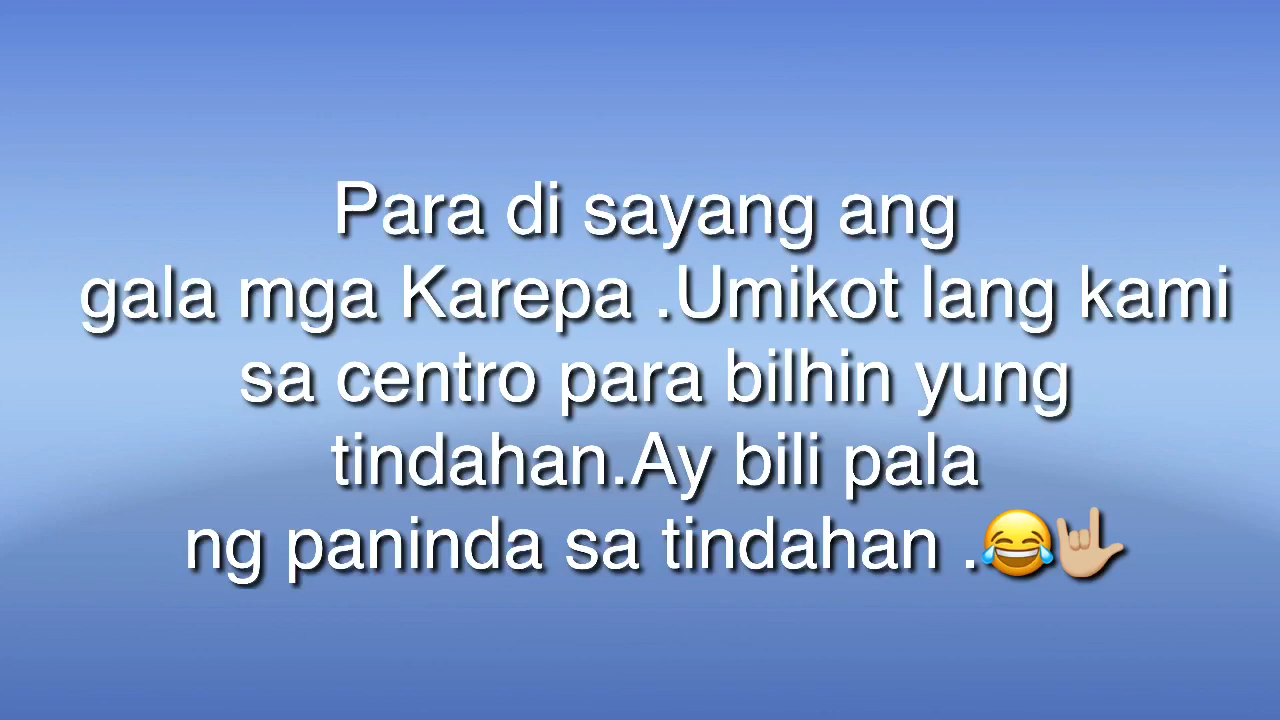 Para di sayang ang
gala mga Karepa .Umikot lang kami
sa centro para bilhin yung
tindahan.Ay bili pala
ng paninda sa tindahan .😂🤟🏼